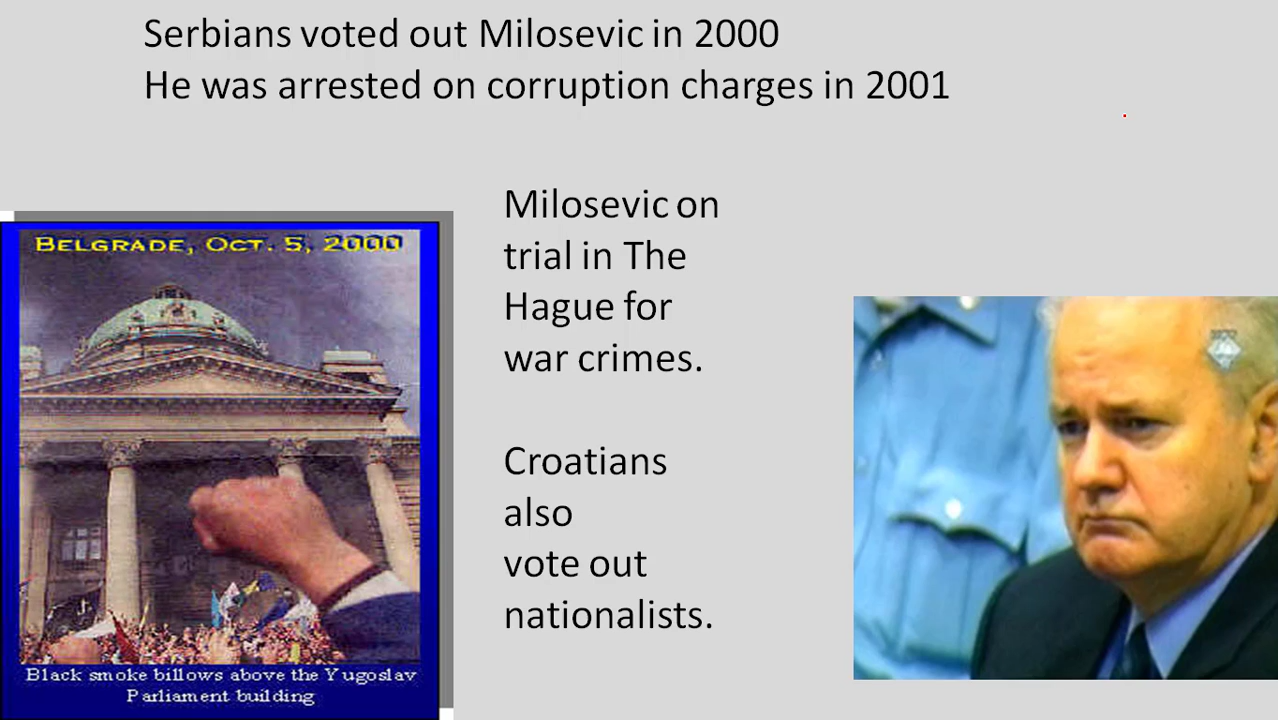 Serbians voted out Milosevic in 2000
He was arrested on corruption charges in 2001
Milosevic on
trial in The
Hague for
war crimes.
Croatians
also
vote out
nationalists.
BELGRADE, OCT. 5, 2000
Black smoke billows above the Yugoslav
Parliament building